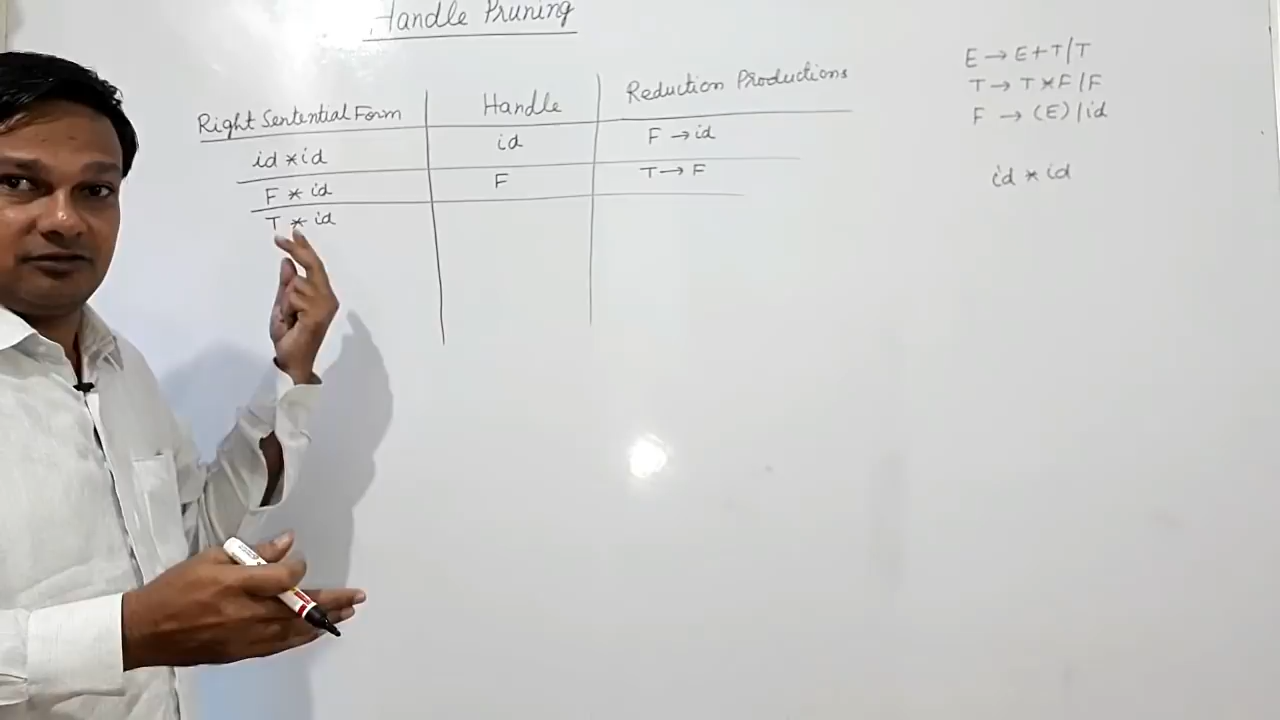 Handle Pruning
Right Sentential Form Handle Reduction Productions
id * id id F → id
F * id F T → F
T * id
E → E + T / T
T → T * F / F
F → (E) / id
id * id